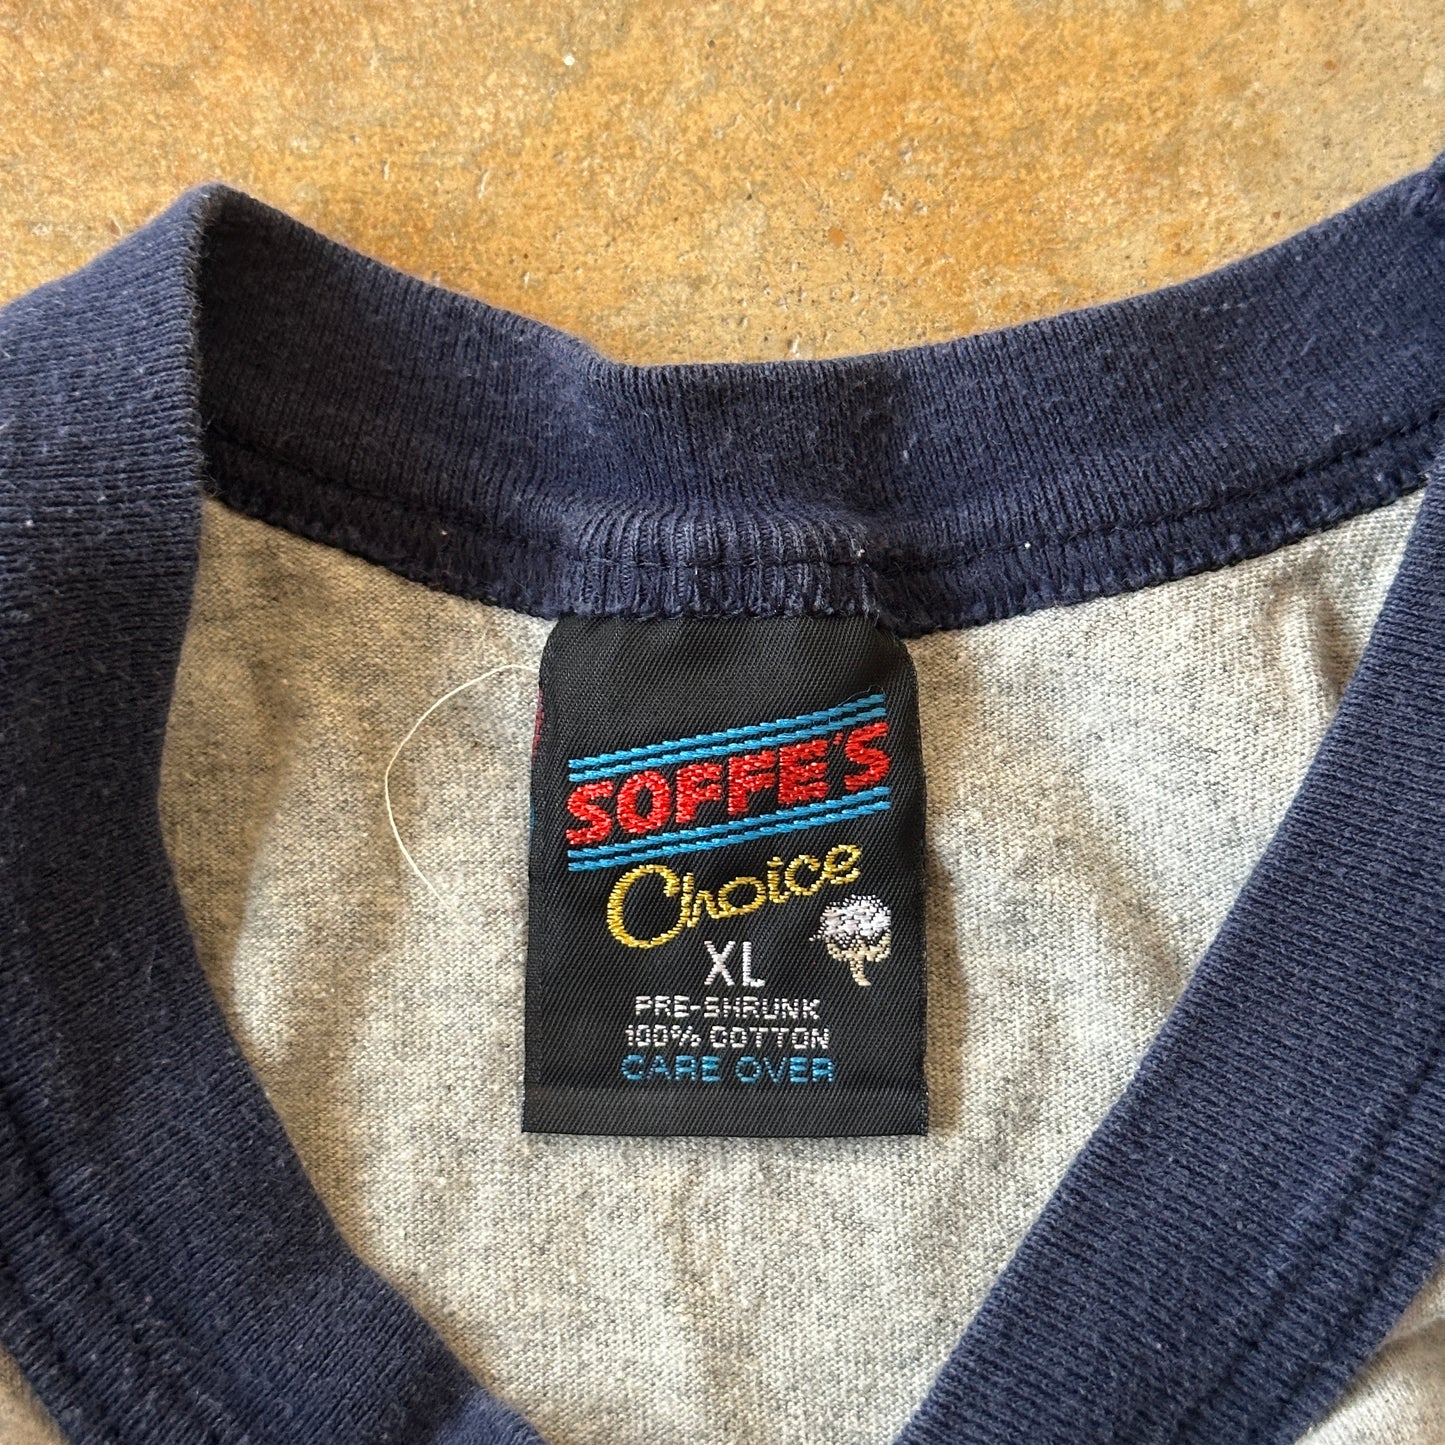 SOFFE'S
Choice
XL
PRE-SHRUNK
100% COTTON
CARE OVER